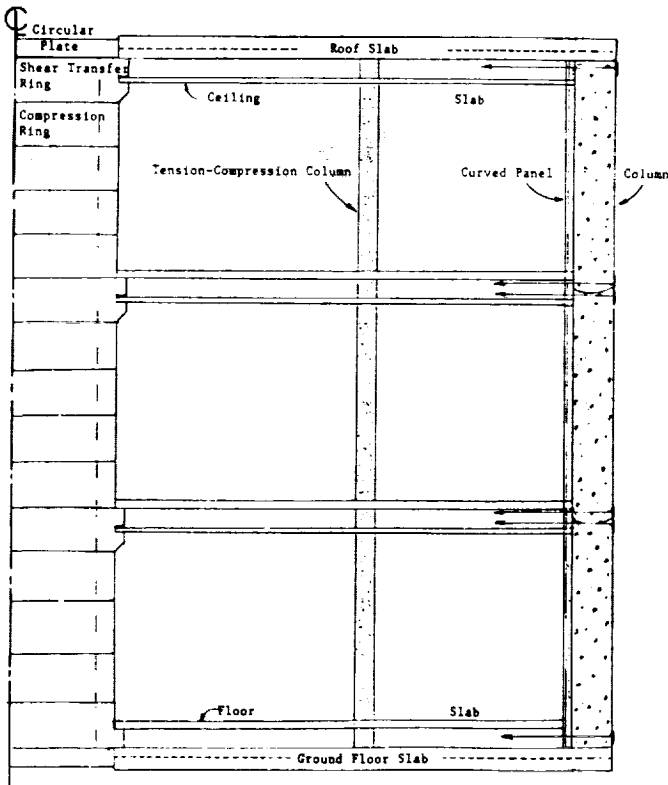 ℄
Circular
Plate
Roof Slab
Shear Transfer
Ring
Ceiling
Slab
Compression
Ring
Tension-Compression Column
Curved Panel
Column
Floor
Slab
Ground Floor Slab